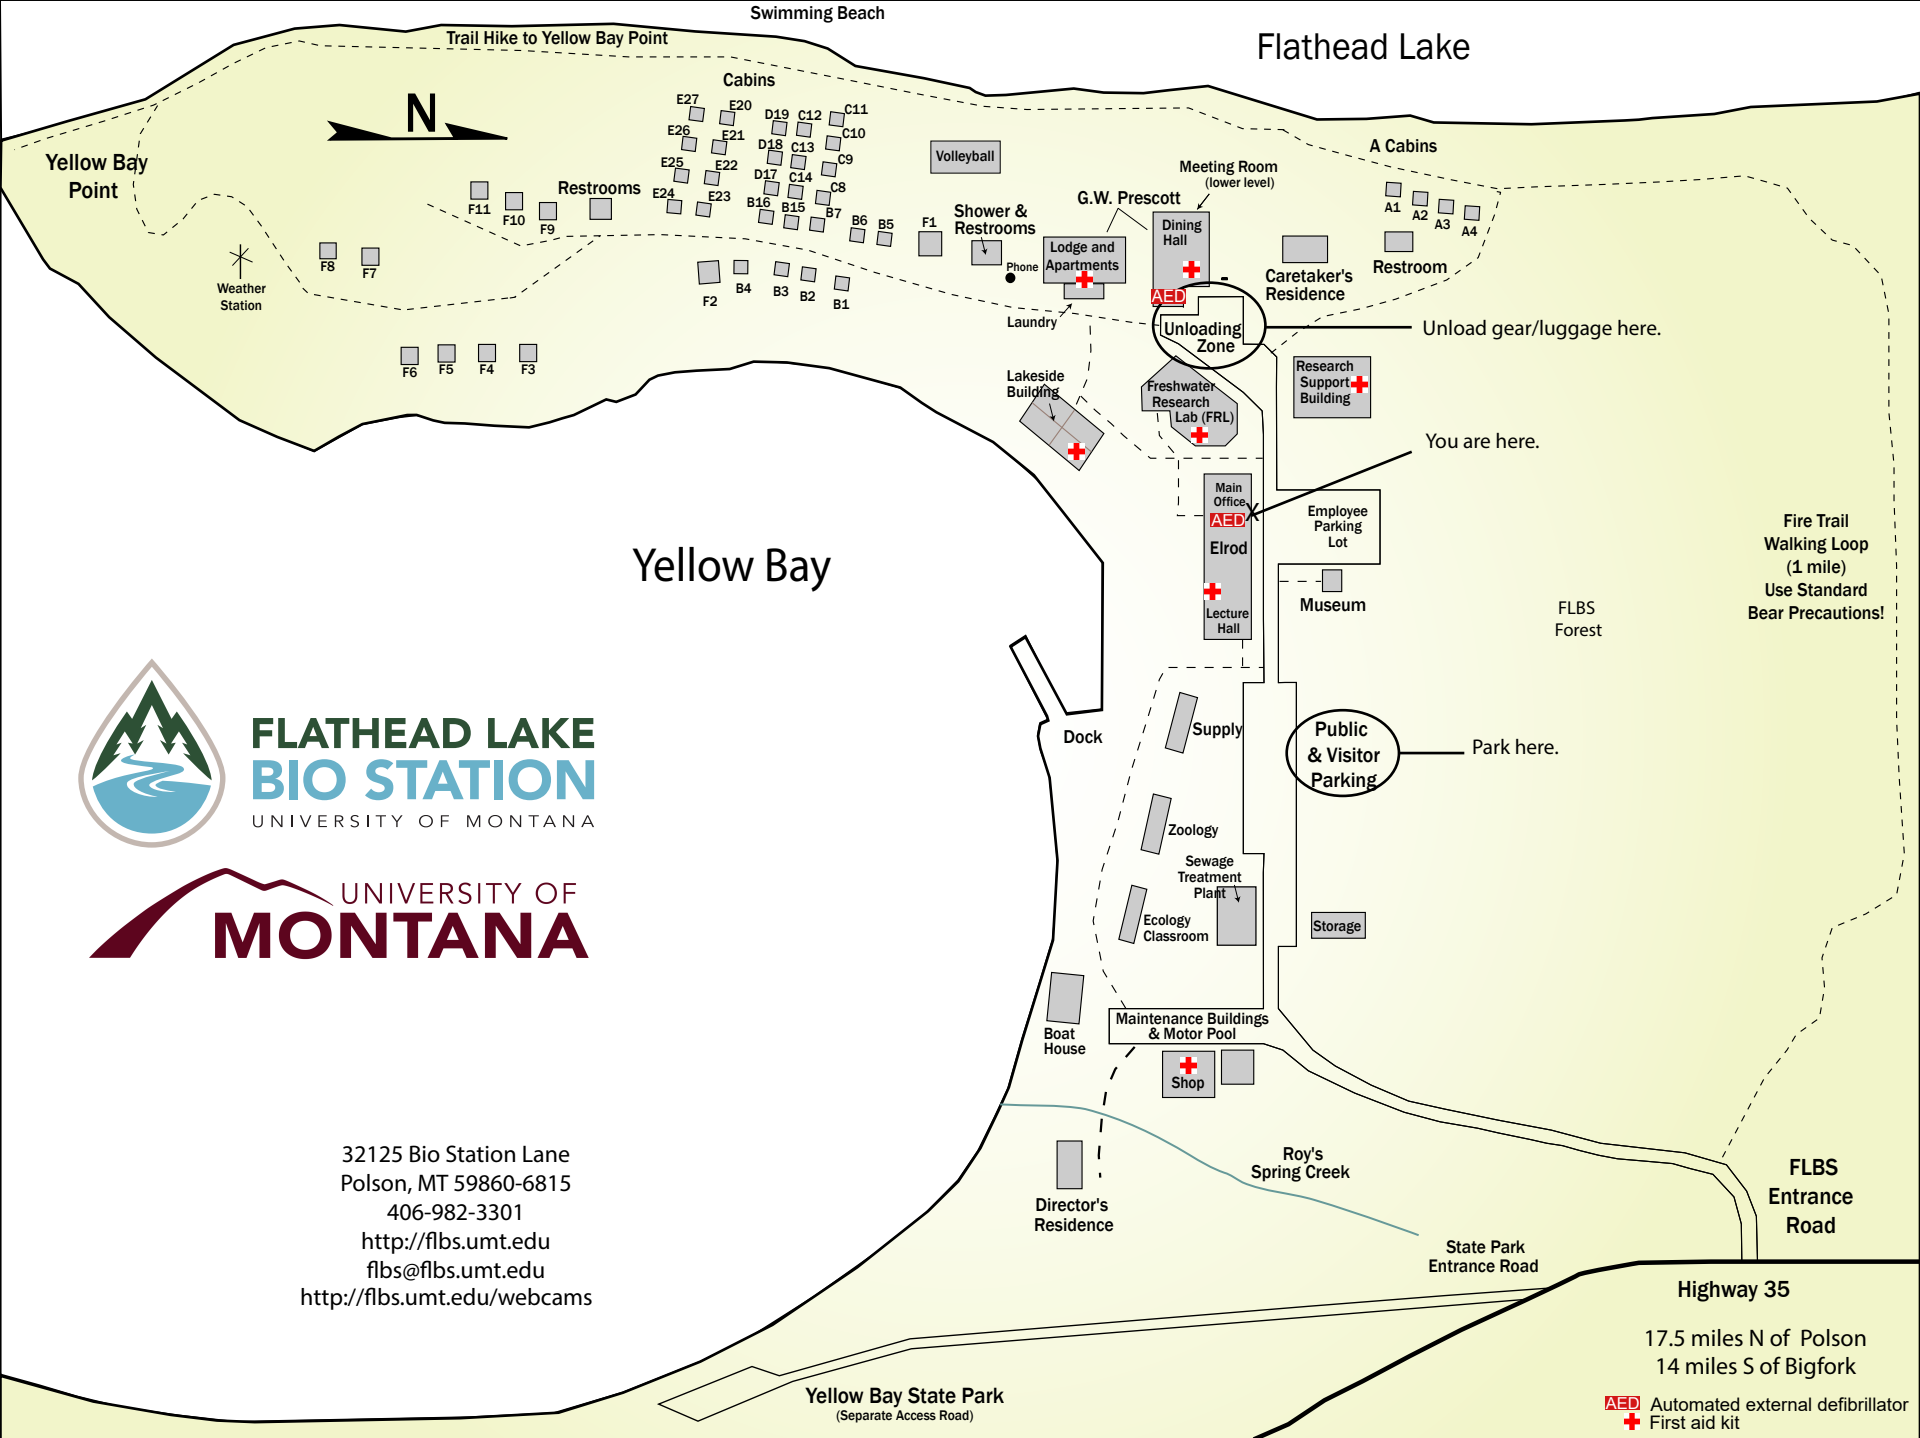 Swimming Beach
Trail Hike to Yellow Bay Point
Flathead Lake
Cabins
N
E27
E20
D19
C12
C11
E26
E21
D18
C13
C10
E25
E22
D17
C14
C9
E24
E23
B16
B15
B7
C8
B6
B5
F1
Yellow Bay
Point
F11
F10
F9
Restrooms
Volleyball
A Cabins
Meeting Room
(lower level)
G.W. Prescott
Shower &
Restrooms
Dining
Hall
Lodge and
Apartments
A1
A2
A3
A4
Phone
Caretaker's
Residence
Restroom
Weather
Station
F8
F7
F2
B4
B3
B2
B1
AED
Laundry
Unloading
Zone
Unload gear/luggage here.
F6
F5
F4
F3
Lakeside
Building
Freshwater
Research
Lab (FRL)
Research
Support
Building
You are here.
Main
Office
AED
X
Elrod
Lecture
Hall
Employee
Parking
Lot
Museum
Fire Trail
Walking Loop
(1 mile)
Use Standard
Bear Precautions!
FLBS
Forest
Yellow Bay
Dock
Supply
Public
& Visitor
Parking
Park here.
FLATHEAD LAKE
BIO STATION
UNIVERSITY OF MONTANA
UNIVERSITY OF
MONTANA
Zoology
Sewage
Treatment
Plant
Ecology
Classroom
Storage
Boat
House
Maintenance Buildings
& Motor Pool
Shop
Director's
Residence
Roy's
Spring Creek
FLBS
Entrance
Road
State Park
Entrance Road
32125 Bio Station Lane
Polson, MT 59860-6815
406-982-3301
http://flbs.umt.edu
flbs@flbs.umt.edu
http://flbs.umt.edu/webcams
Highway 35
17.5 miles N of Polson
14 miles S of Bigfork
Yellow Bay State Park
(Separate Access Road)
AED Automated external defibrillator
First aid kit